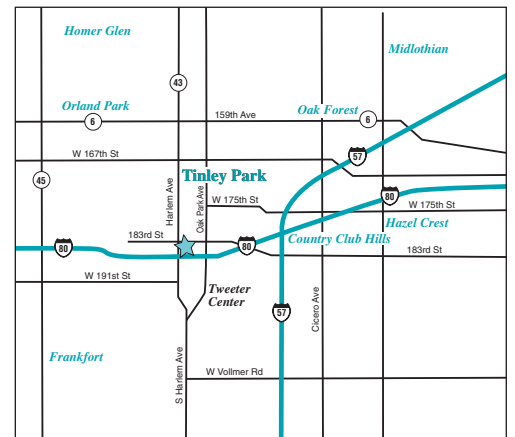 Homer Glen
Midlothian
43
Orland Park
6
159th Ave
Oak Forest
6
W 167th St
57
45
Tinley Park
Harlem Ave
Oak Park Ave
W 175th St
80
W 175th St
Hazel Crest
183rd St
Country Club Hills
80
80
183rd St
W 191st St
Tweeter
Center
57
Cicero Ave
Frankfort
S Harlem Ave
W Vollmer Rd